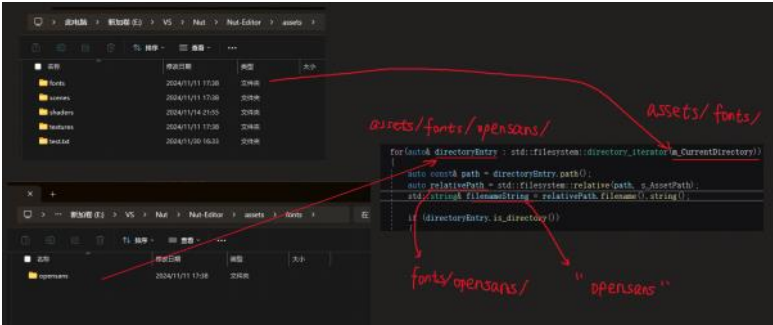 此电脑 > 新加卷 (E:) > VS > Nut > Nut-Editor > assets >
排序 查看 ...
名称 修改日期 类型 大小
fonts 2024/11/11 17:38 文件夹
scenes 2024/11/11 17:38 文件夹
shaders 2024/11/14 21:55 文件夹
textures 2024/11/11 17:38 文件夹
test.txt 2024/11/30 16:33 文件夹
assets/fonts/
assets/fonts/opensans/
for(auto& directoryEntry : std::filesystem::directory_iterator(m_CurrentDirectory))
{
auto const& path = directoryEntry.path();
auto relativePath = std::filesystem::relative(path, s_AssetPath);
std::string& filenameString = relativePath.filename().string();
if (directoryEntry.is_directory())
{
× +
... 新加卷 (E:) > VS > Nut > Nut-Editor > assets > fonts > 在
排序 查看 ...
名称 修改日期 类型 大小
opensans 2024/11/11 17:38 文件夹
fonts/opensans/
"opensans"